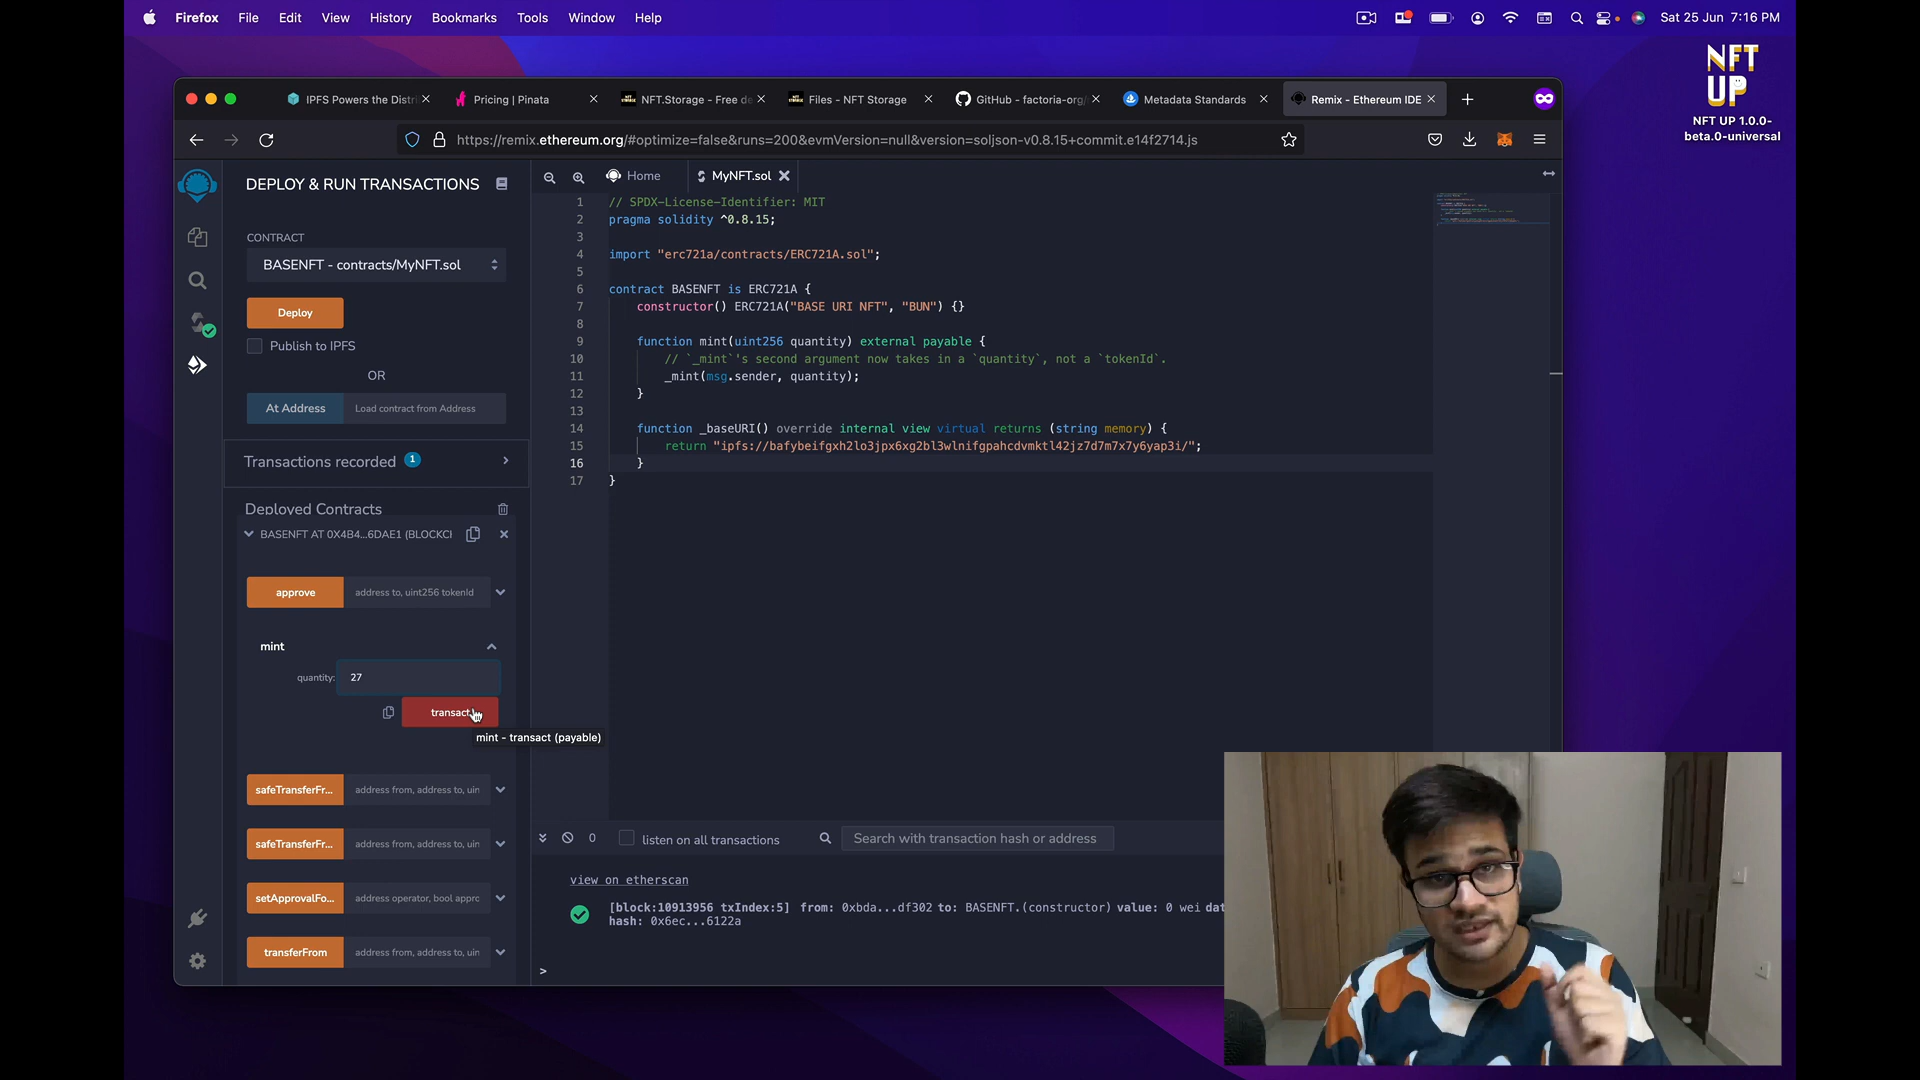 Firefox File Edit View History Bookmarks Tools Window Help
Sat 25 Jun 7:16 PM
NFT UP
NFT UP 1.0.0-
beta.0-universal
IPFS Powers the Distri
Pricing | Pinata
NFT.Storage - Free de
Files - NFT Storage
GitHub - factoria-org/
Metadata Standards
Remix - Ethereum IDE
https://remix.ethereum.org/#optimize=false&runs=200&evmVersion=null&version=soljson-v0.8.15+commit.e14f2714.js
DEPLOY & RUN TRANSACTIONS
CONTRACT
BASENFT - contracts/MyNFT.sol
Deploy
Publish to IPFS
OR
At Address Load contract from Address
Transactions recorded 1
Deployed Contracts
BASENFT AT 0X4B4...6DAE1 (BLOCKCI
approve address to, uint256 tokenId
mint
quantity: 27
transact
mint - transact (payable)
safeTransferFr... address from, address to, uin
safeTransferFr... address from, address to, uin
setApprovalFo... address operator, bool appro
transferFrom address from, address to, uin
Home MyNFT.sol
1 // SPDX-License-Identifier: MIT
2 pragma solidity ^0.8.15;
3
4 import "erc721a/contracts/ERC721A.sol";
5
6 contract BASENFT is ERC721A {
7 constructor() ERC721A("BASE URI NFT", "BUN") {}
8
9 function mint(uint256 quantity) external payable {
10 // `_mint`'s second argument now takes in a `quantity`, not a `tokenId`.
11 _mint(msg.sender, quantity);
12 }
13
14 function _baseURI() override internal view virtual returns (string memory) {
15 return "ipfs://bafybeifgxh2lo3jpx6xg2bl3wlnifgpahcdvmktl42jz7d7m7x7y6yap3i/";
16 }
17 }
0 listen on all transactions Search with transaction hash or address
view on etherscan
[block:10913956 txIndex:5] from: 0xbda...df302 to: BASENFT.(constructor) value: 0 wei dat
hash: 0x6ec...6122a
>